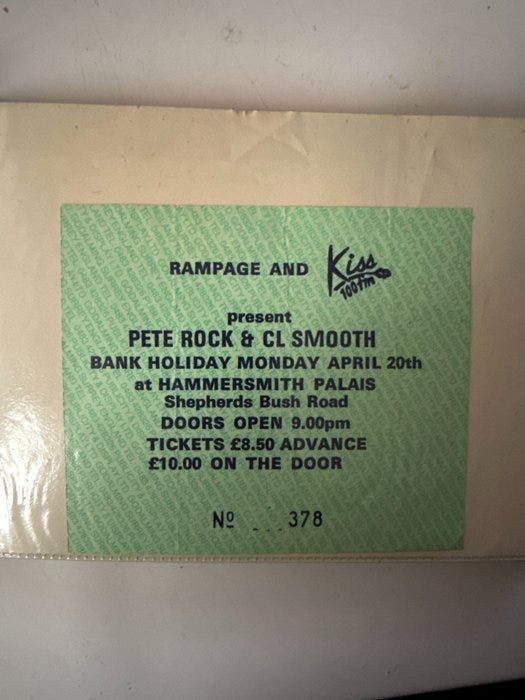 RAMPAGE AND Kiss 100fm
present
PETE ROCK & CL SMOOTH
BANK HOLIDAY MONDAY APRIL 20th
at HAMMERSMITH PALAIS
Shepherds Bush Road
DOORS OPEN 9.00pm
TICKETS £8.50 ADVANCE
£10.00 ON THE DOOR
Nº 378